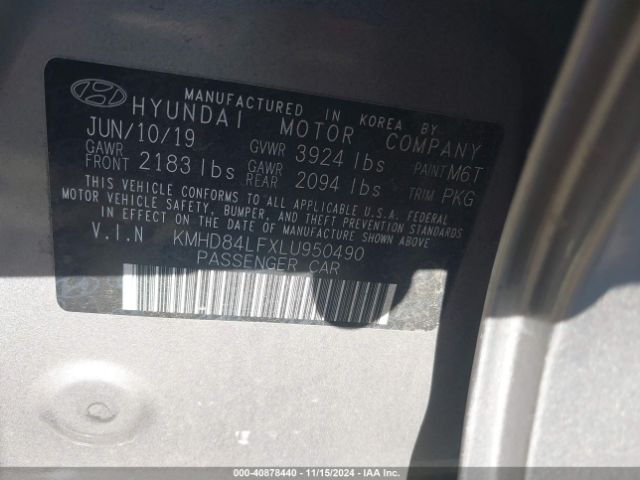 MANUFACTURED IN KOREA BY
HYUNDAI MOTOR COMPANY
JUN/10/19 GVWR 3924 lbs PAINT M6T
GAWR FRONT 2183 lbs GAWR REAR 2094 lbs TRIM PKG
THIS VEHICLE CONFORMS TO ALL APPLICABLE U.S.A. FEDERAL
MOTOR VEHICLE SAFETY, BUMPER, AND THEFT PREVENTION STANDARDS
IN EFFECT ON THE DATE OF MANUFACTURE SHOWN ABOVE.
V.I.N KMHD84LFXLU950490
PASSENGER CAR
000-40878440 — 11/15/2024 — IAA Inc.